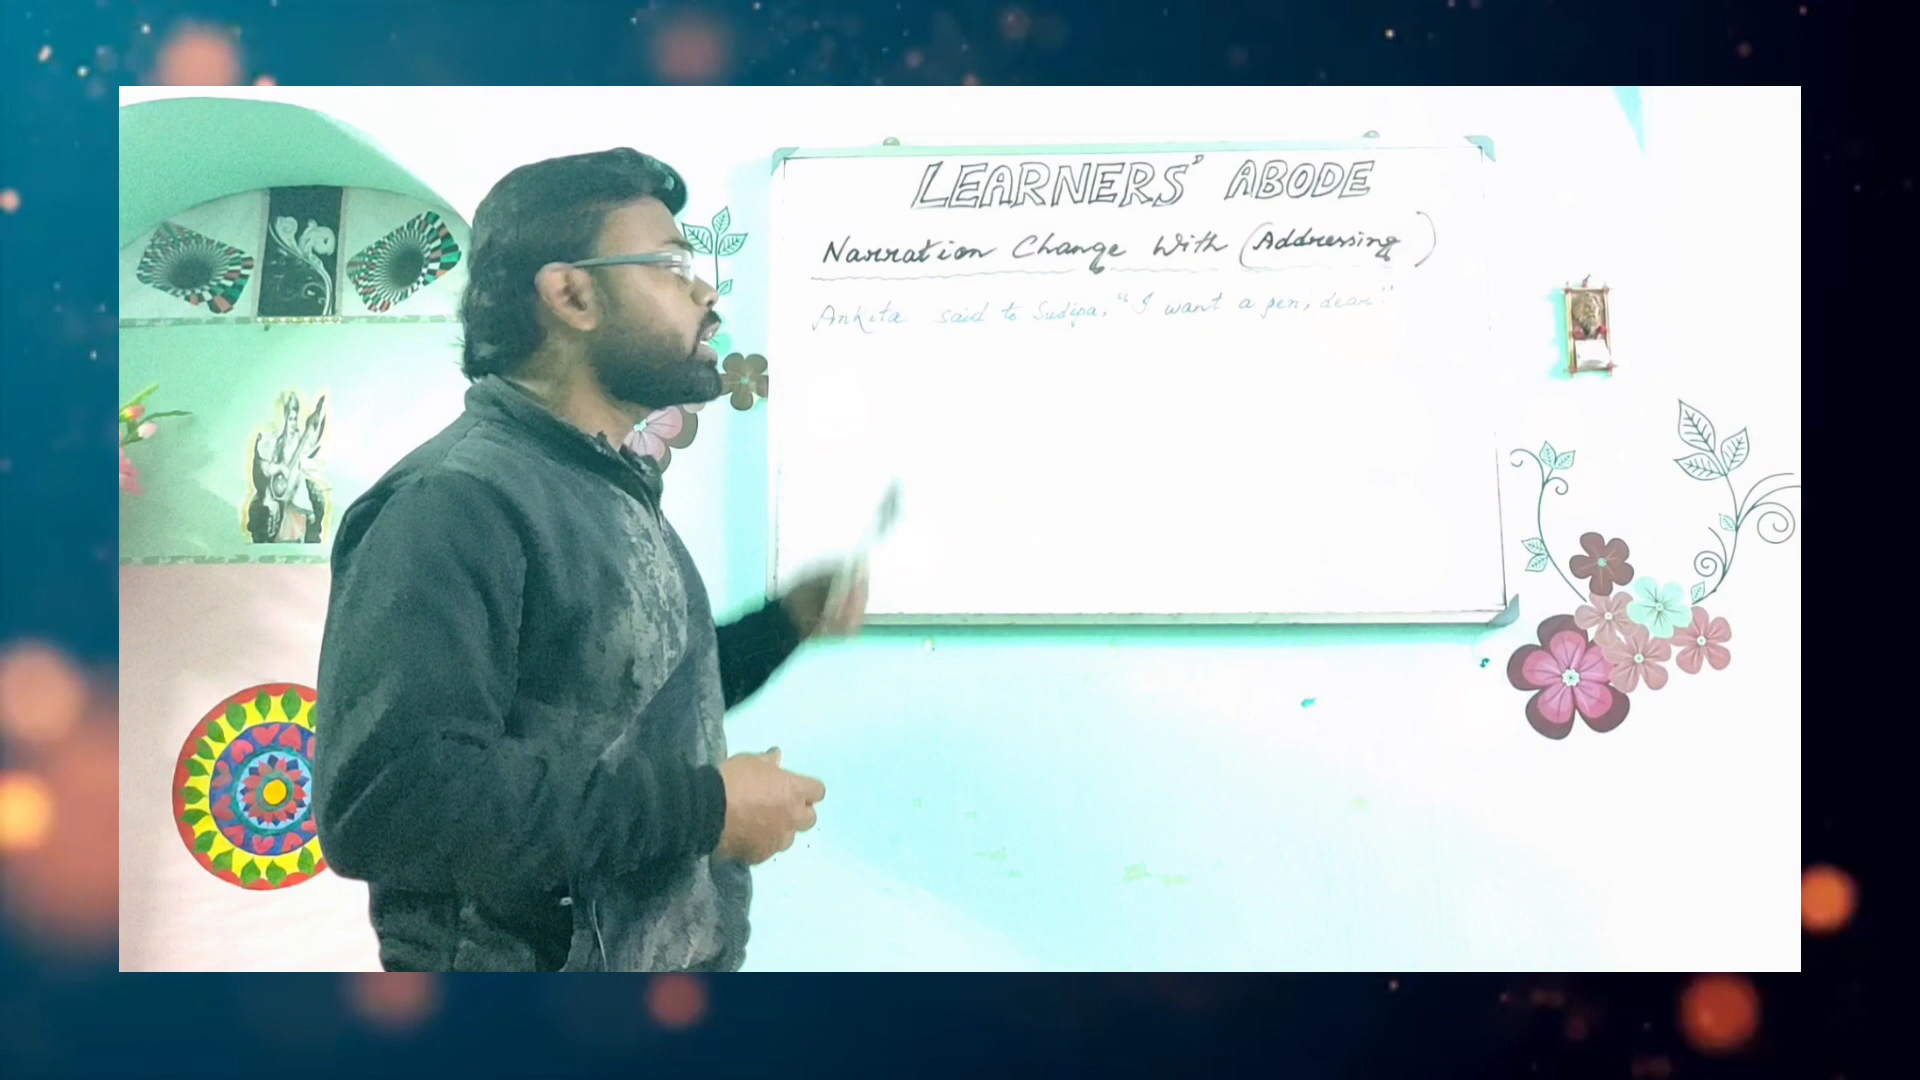 LEARNERS' ABODE
Narration Change With (Addressing)
Ankita said to Sudipa, "I want a pen, dear."